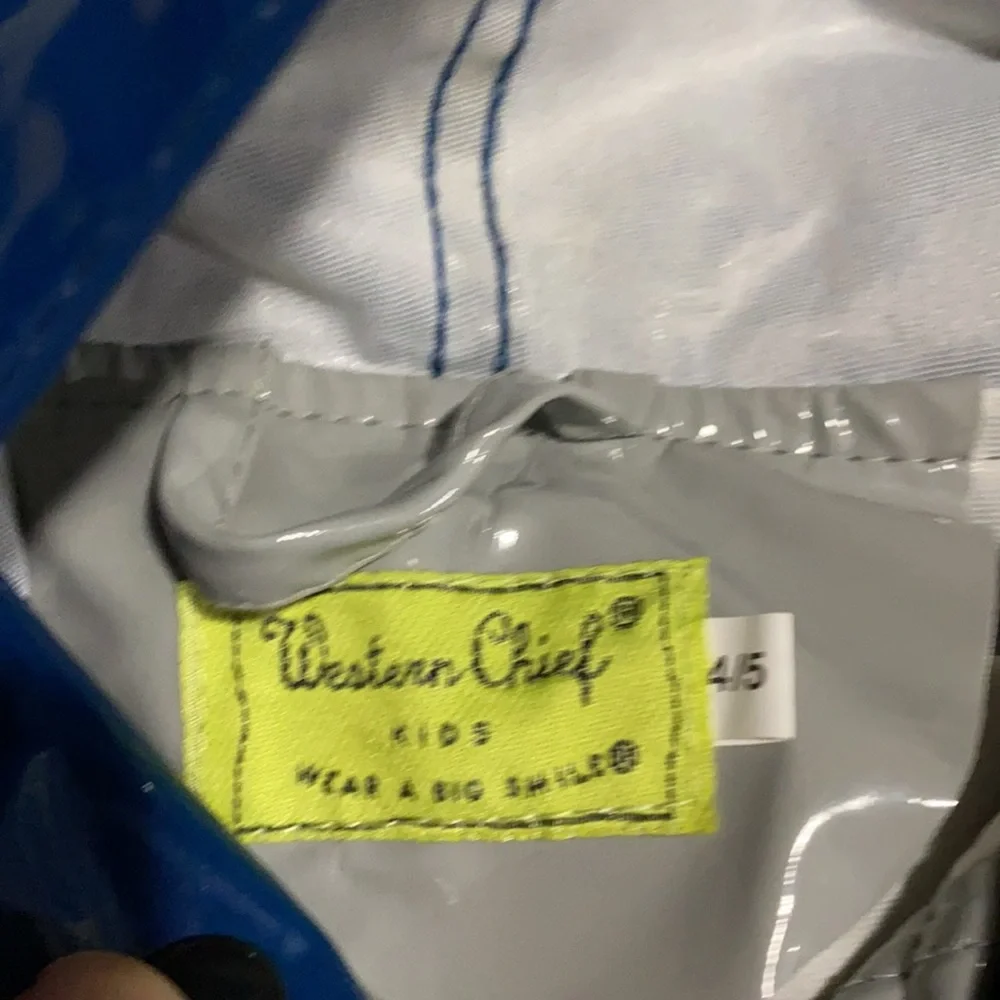 Western Chief®
KIDS
WEAR A BIG SMILE®
4/5